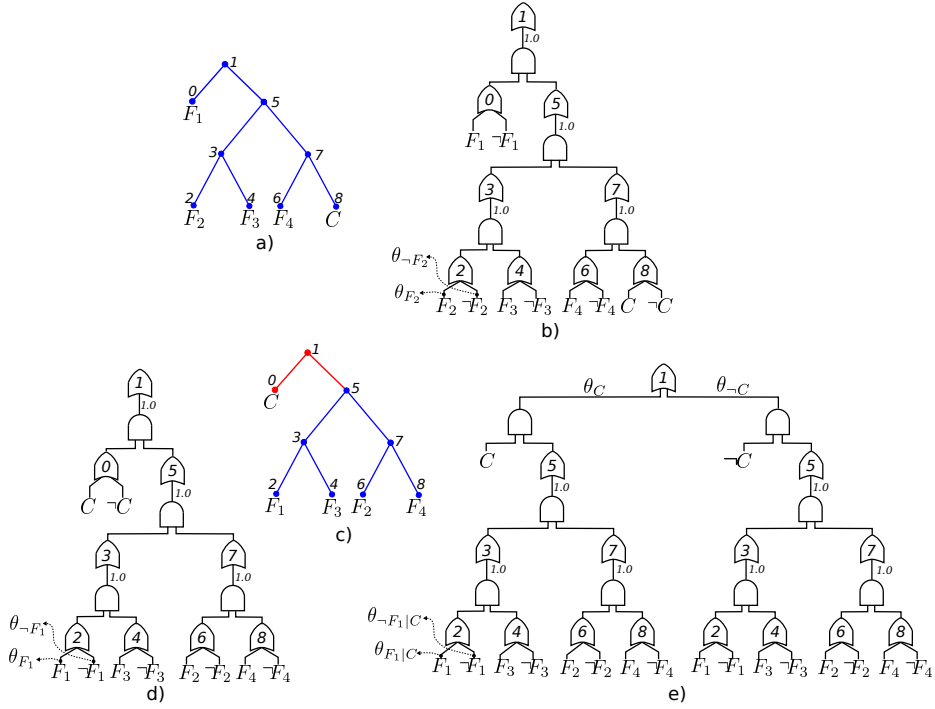 1
0
F₁
5
3
7
2
4
6
8
F₂
F₃
F₄
C
a)
1
1.0
0
5
F₁ ¬F₁
1.0
3
7
1.0
1.0
θ¬F₂
2
4
6
8
θF₂
F₂ ¬F₂ F₃ ¬F₃ F₄ ¬F₄ C ¬C
b)
1
1.0
0
5
C ¬C
1.0
3
7
1.0
1.0
θ¬F₁
2
4
6
8
θF₁
F₁ ¬F₁ F₃ ¬F₃ F₂ ¬F₂ F₄ ¬F₄
d)
1
0
C
5
3
7
2
4
6
8
F₁
F₃
F₂
F₄
c)
θC
1
θ¬C
C
5
¬C
5
1.0
1.0
3
7
3
7
1.0
1.0
1.0
1.0
θ¬F₁|C
2
4
6
8
2
4
6
8
θF₁|C
F₁ ¬F₁ F₃ ¬F₃ F₂ ¬F₂ F₄ ¬F₄ F₁ ¬F₁ F₃ ¬F₃ F₂ ¬F₂ F₄ ¬F₄
e)